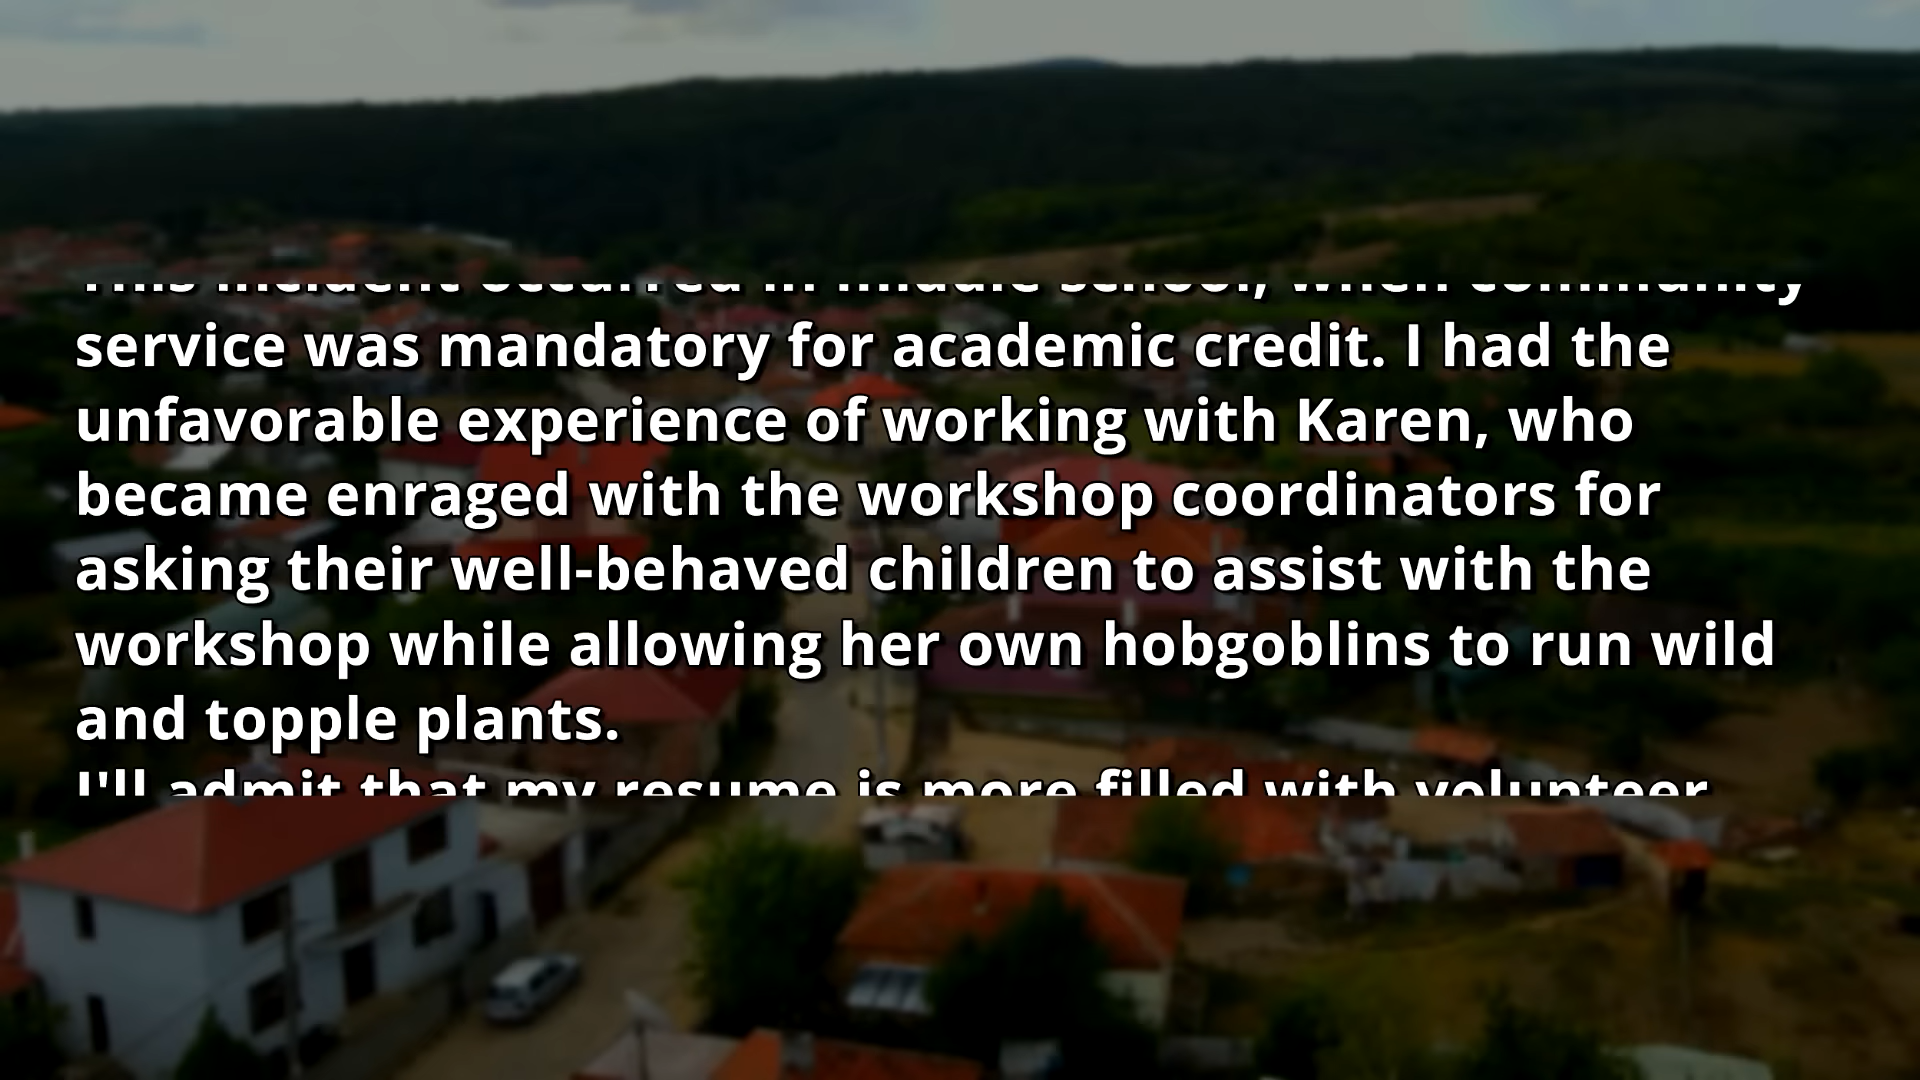 This incident occurred in middle school, when community
service was mandatory for academic credit. I had the
unfavorable experience of working with Karen, who
became enraged with the workshop coordinators for
asking their well-behaved children to assist with the
workshop while allowing her own hobgoblins to run wild
and topple plants.
I'll admit that my resume is more filled with volunteer